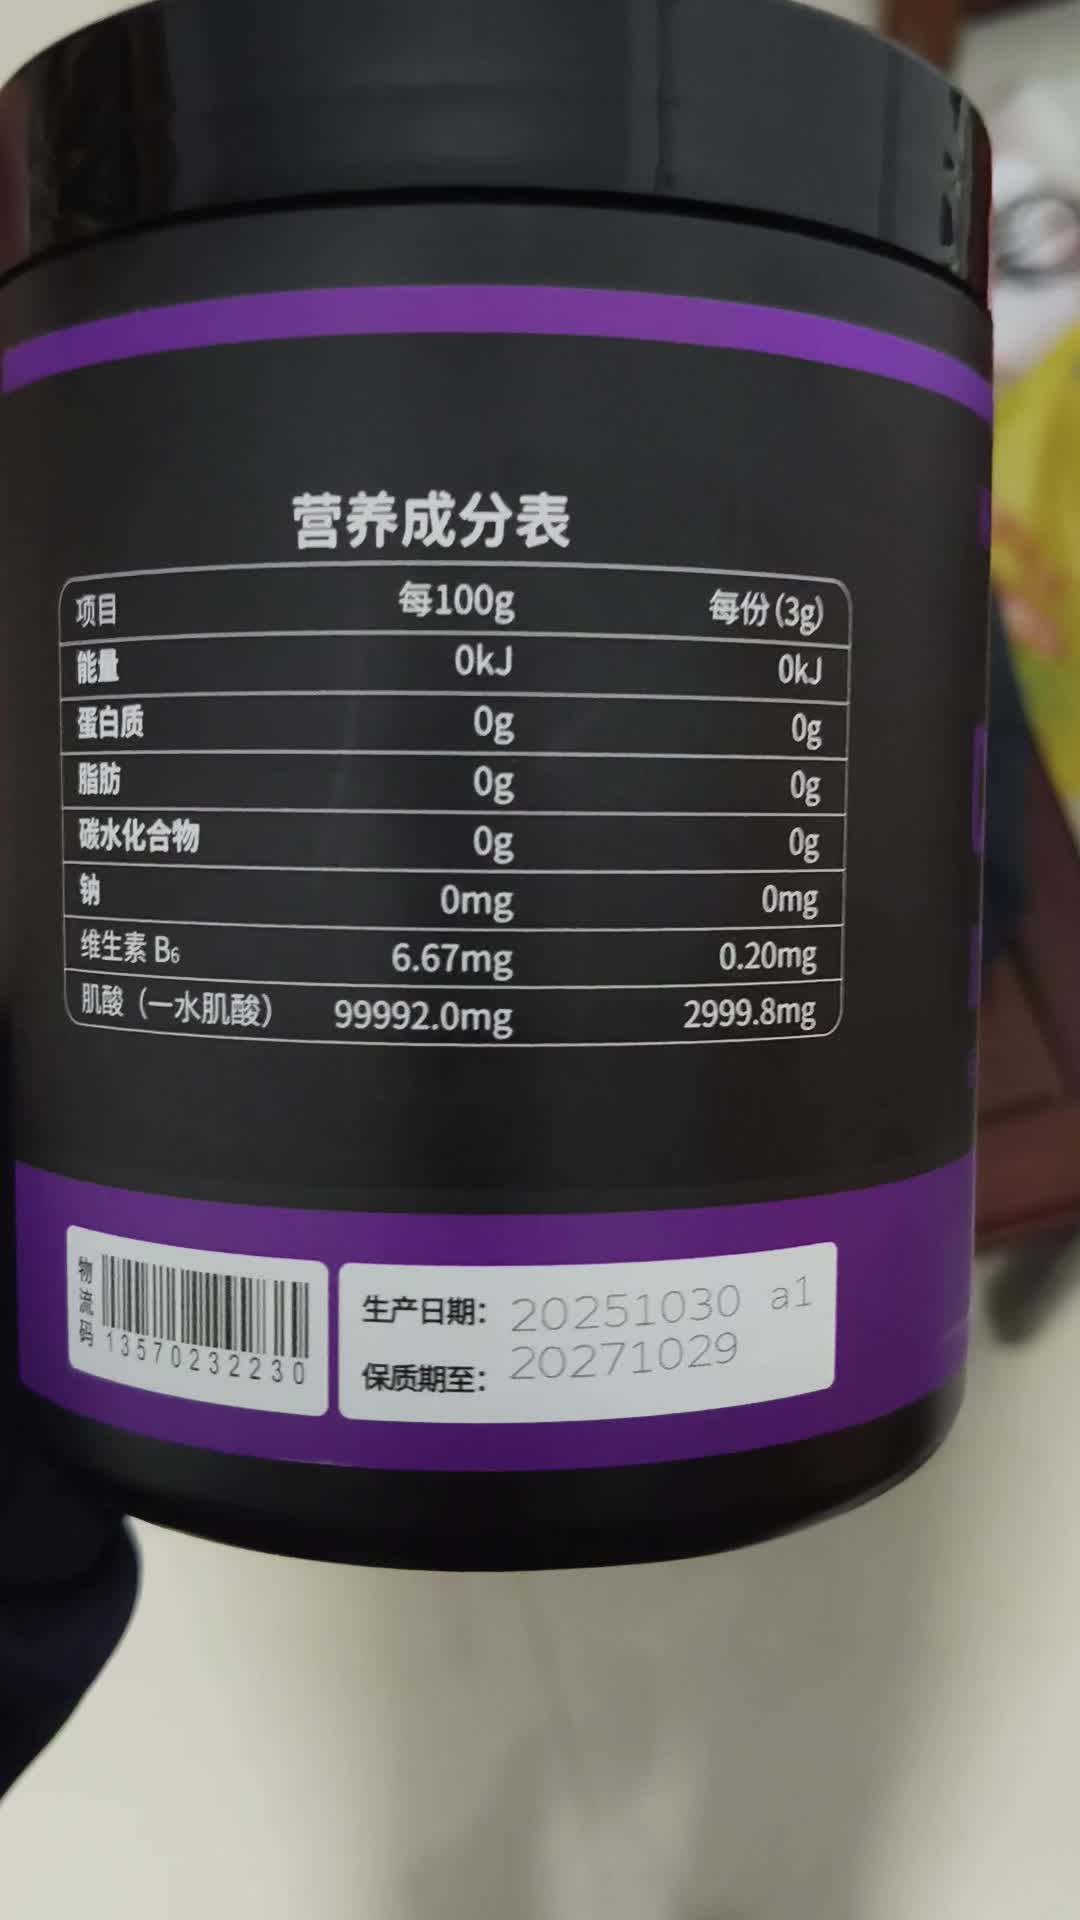 营养成分表
项目 每100g 每份(3g)
能量 0kJ 0kJ
蛋白质 0g 0g
脂肪 0g 0g
碳水化合物 0g 0g
钠 0mg 0mg
维生素 B₆ 6.67mg 0.20mg
肌酸（一水肌酸） 99992.0mg 2999.8mg
物流码
13570232230
生产日期： 20251030 a1
保质期至： 20271029